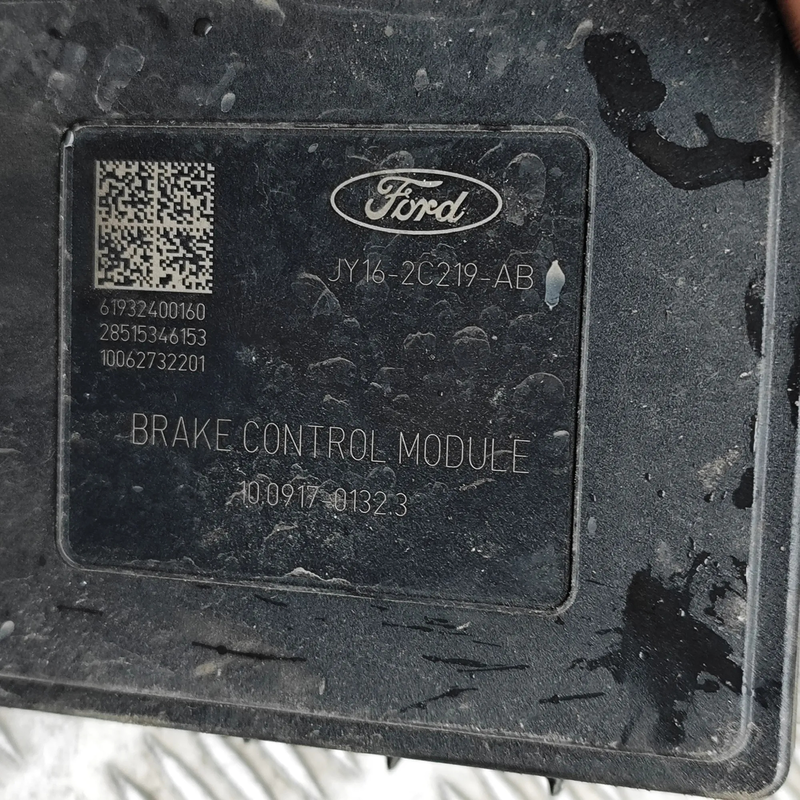 Ford
JY16-2C219-AB
61932400160
28515346153
10062732201
BRAKE CONTROL MODULE
10.0917-0132.3